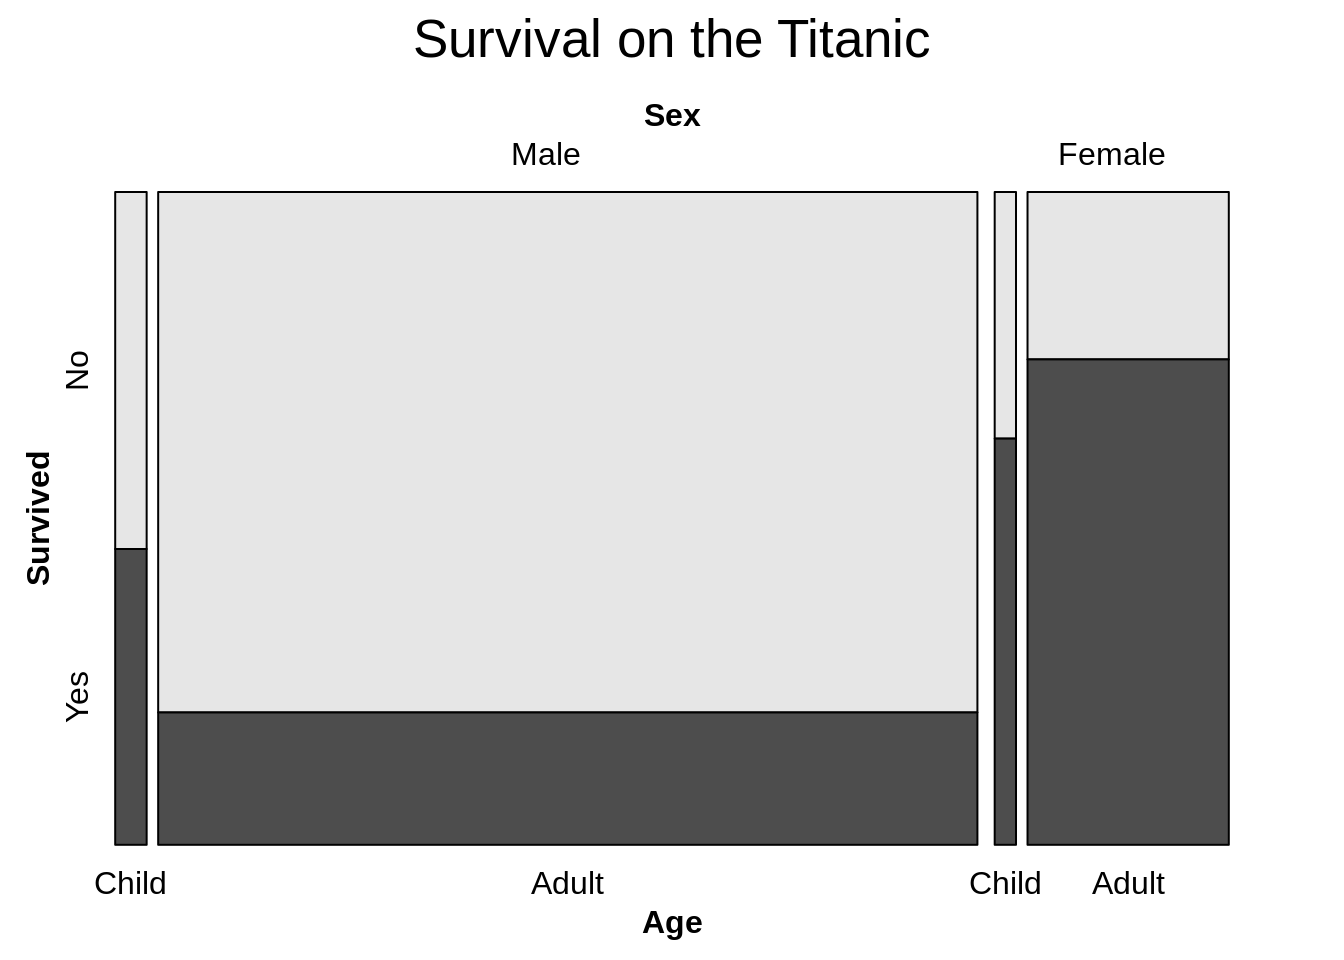 Survival on the Titanic
Sex
Male Female
No
Survived
Yes
Child Adult Child Adult
Age